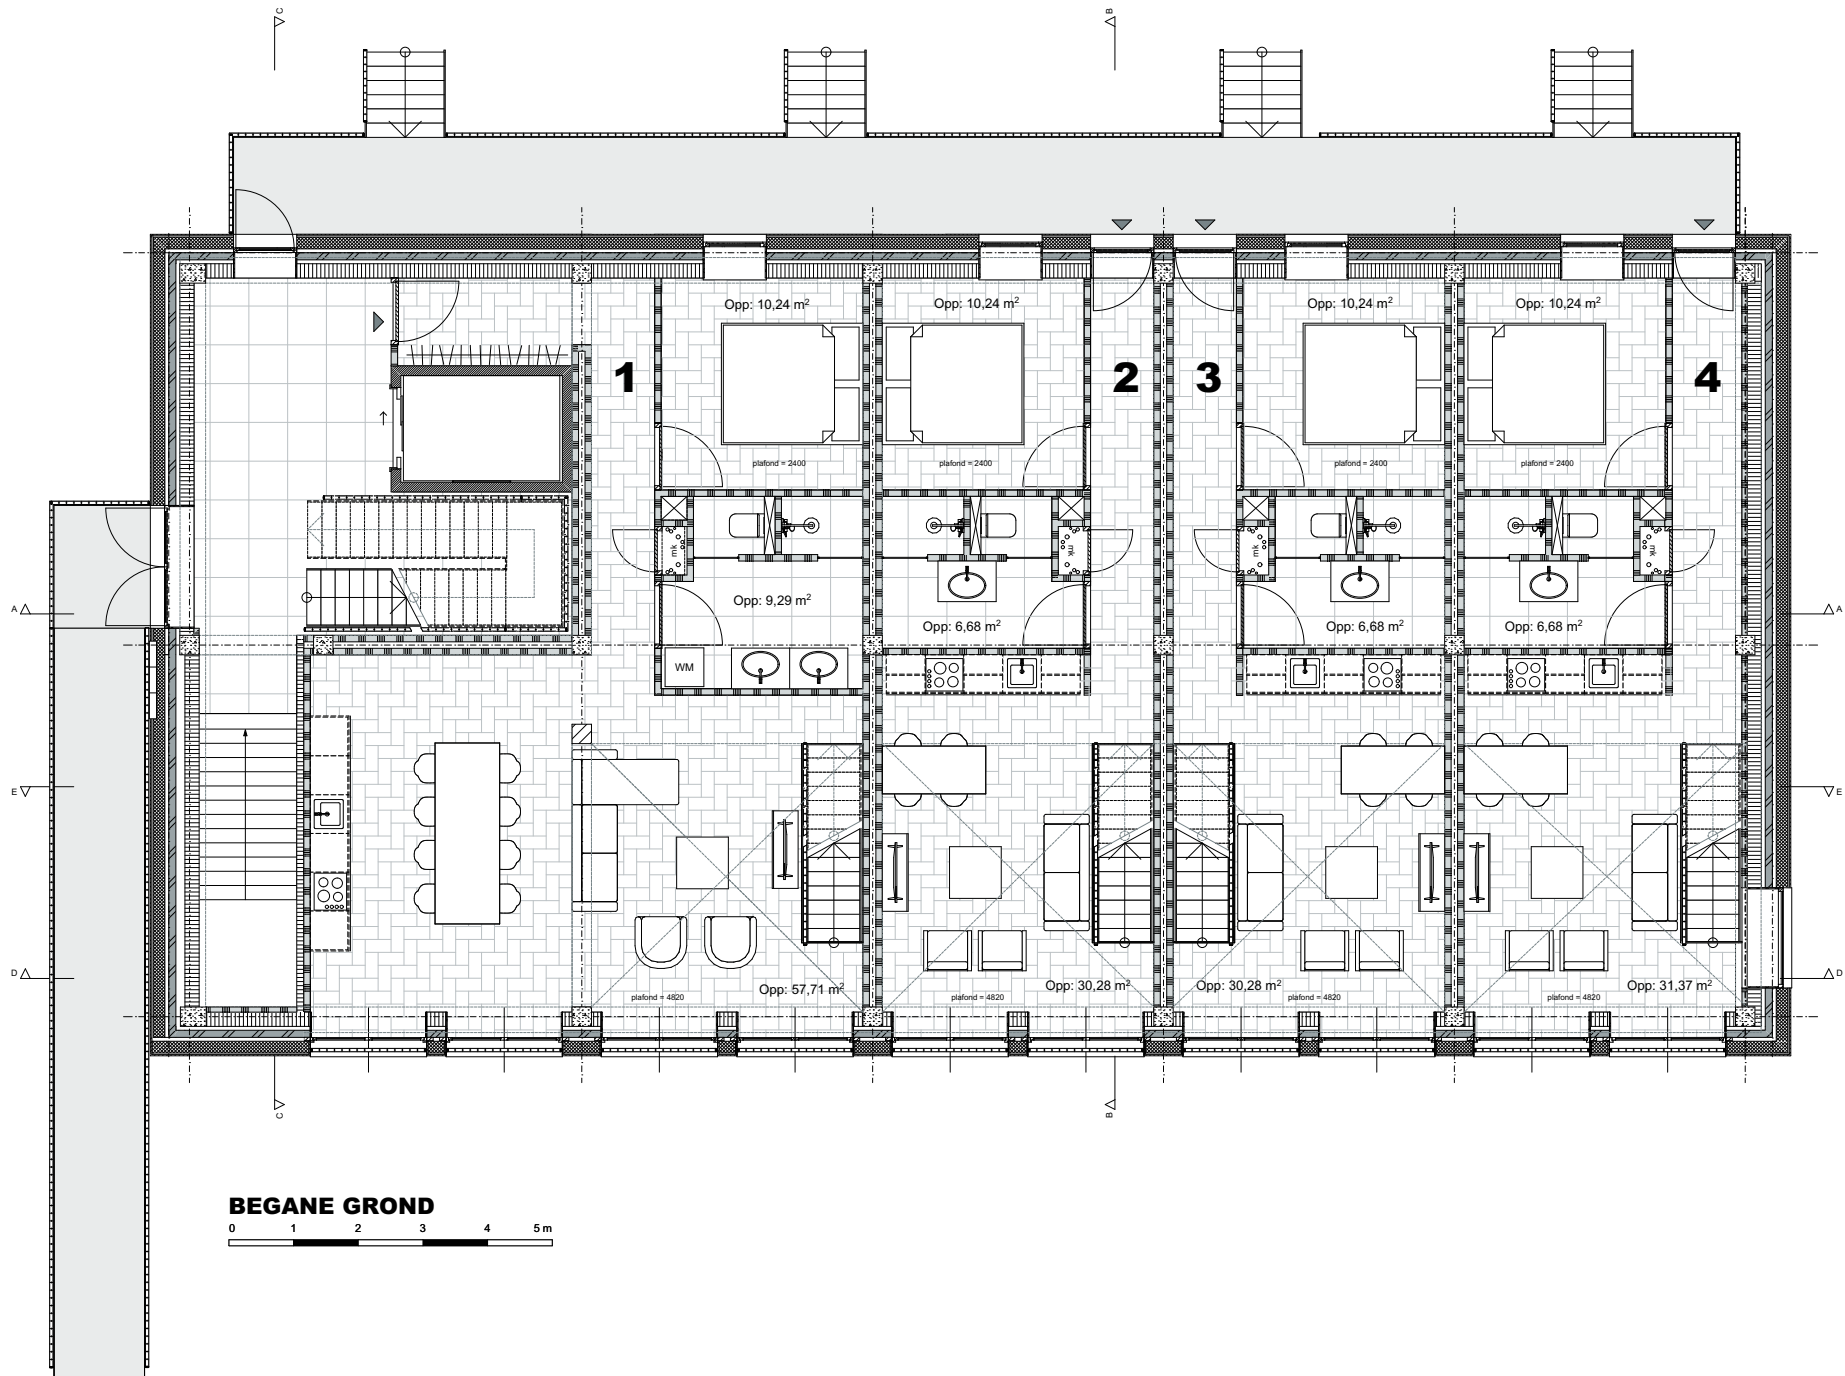 C
B
Opp: 10,24 m²
Opp: 10,24 m²
Opp: 10,24 m²
Opp: 10,24 m²
1
2
3
4
plafond = 2400
plafond = 2400
plafond = 2400
plafond = 2400
mk
mk
mk
mk
A
A
Opp: 9,29 m²
Opp: 6,68 m²
Opp: 6,68 m²
Opp: 6,68 m²
WM
E
E
D
D
Opp: 57,71 m²
Opp: 30,28 m²
Opp: 30,28 m²
Opp: 31,37 m²
plafond = 4820
plafond = 4820
plafond = 4820
plafond = 4820
C
B
BEGANE GROND
0 1 2 3 4 5 m